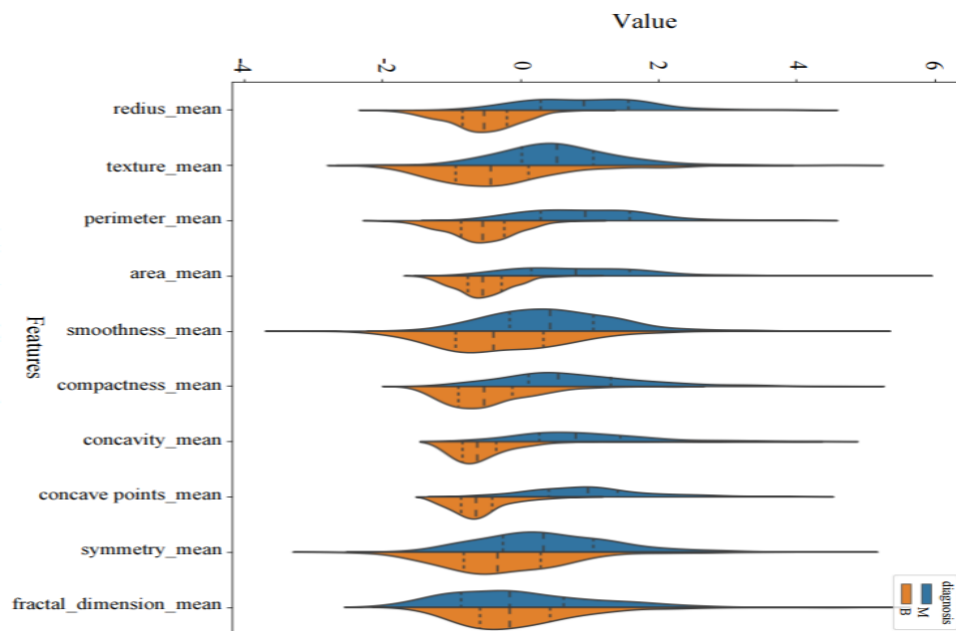 Value
-4 -2 0 2 4 6
redius_mean
texture_mean
perimeter_mean
area_mean
smoothness_mean
compactness_mean
concavity_mean
concave points_mean
symmetry_mean
fractal_dimension_mean
Features
diagnosis
M
B